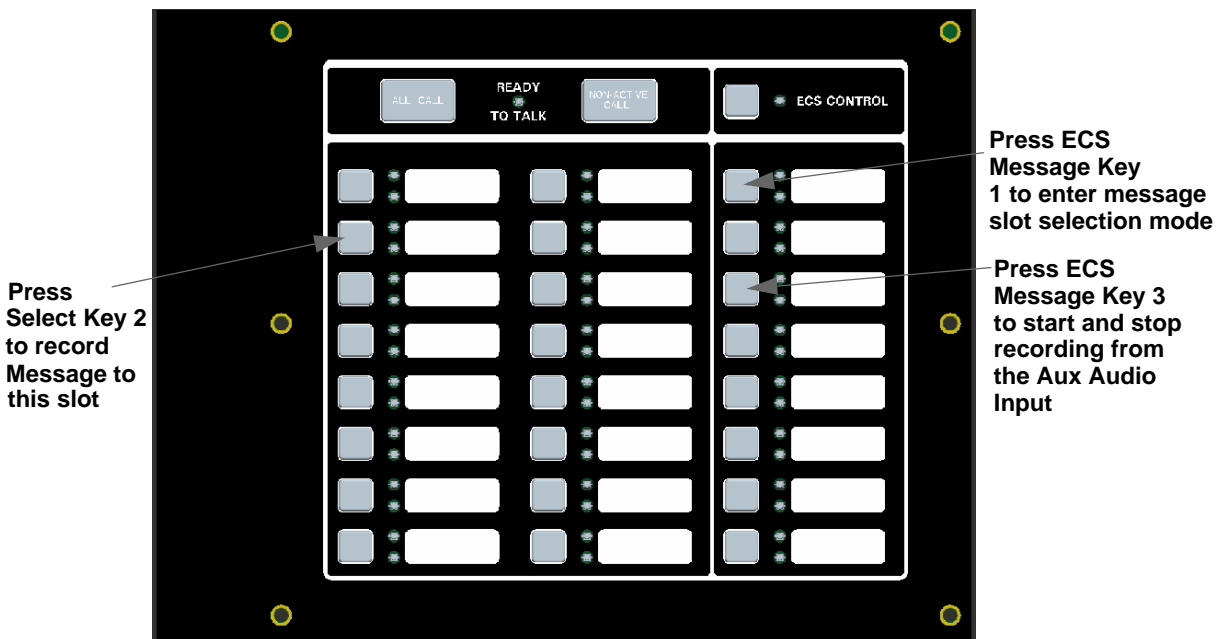 ALL CALL
READY
TO TALK
NON-ACTIVE
CALL
ECS CONTROL
Press ECS
Message Key
1 to enter message
slot selection mode
Press ECS
Message Key 3
to start and stop
recording from
the Aux Audio
Input
Press
Select Key 2
to record
Message to
this slot